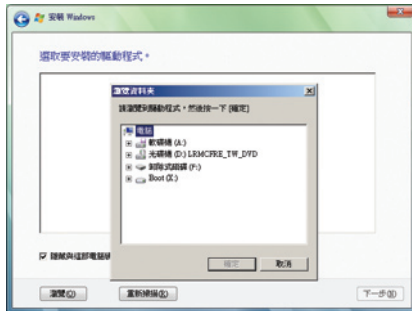 安裝 Windows
選取要安裝的驅動程式。
瀏覽資料夾
請瀏覽到驅動程式，然後按一下 [確定]
電腦
軟碟機 (A:)
光碟機 (D:) LRMCFRE_TW_DVD
卸除式磁碟 (F:)
Boot (X:)
確定
取消
隱藏與這部電腦
瀏覽(O)
重新掃描(R)
下一步(N)